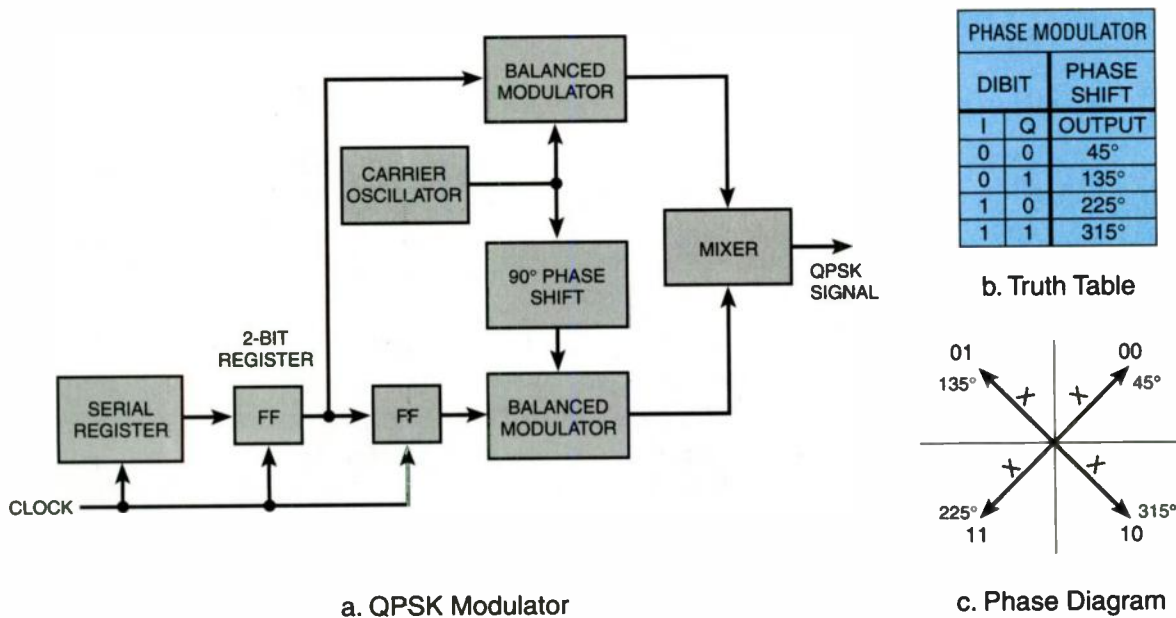 BALANCED
MODULATOR
CARRIER
OSCILLATOR
90° PHASE
SHIFT
MIXER
QPSK
SIGNAL
2-BIT
REGISTER
SERIAL
REGISTER
FF
FF
BALANCED
MODULATOR
CLOCK
a. QPSK Modulator
PHASE MODULATOR
DIBIT PHASE SHIFT
I Q OUTPUT
0 0 45°
0 1 135°
1 0 225°
1 1 315°
b. Truth Table
01 00
135° 45°
225° 315°
11 10
c. Phase Diagram